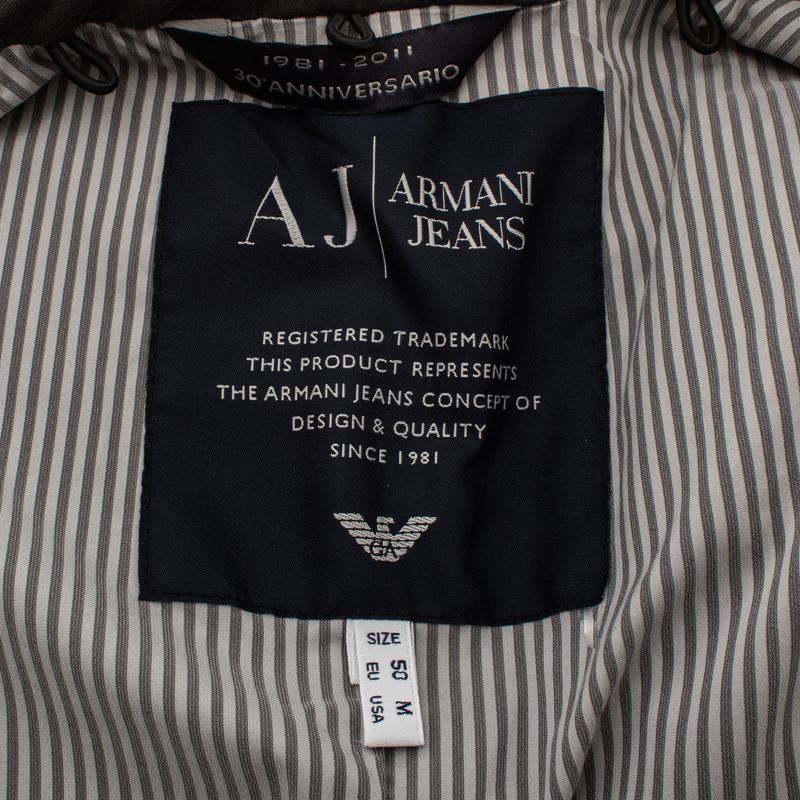 1981 - 2011
30° ANNIVERSARIO
AJ
ARMANI
JEANS
REGISTERED TRADEMARK
THIS PRODUCT REPRESENTS
THE ARMANI JEANS CONCEPT OF
DESIGN & QUALITY
SINCE 1981
GA
SIZE
EU 50
USA M